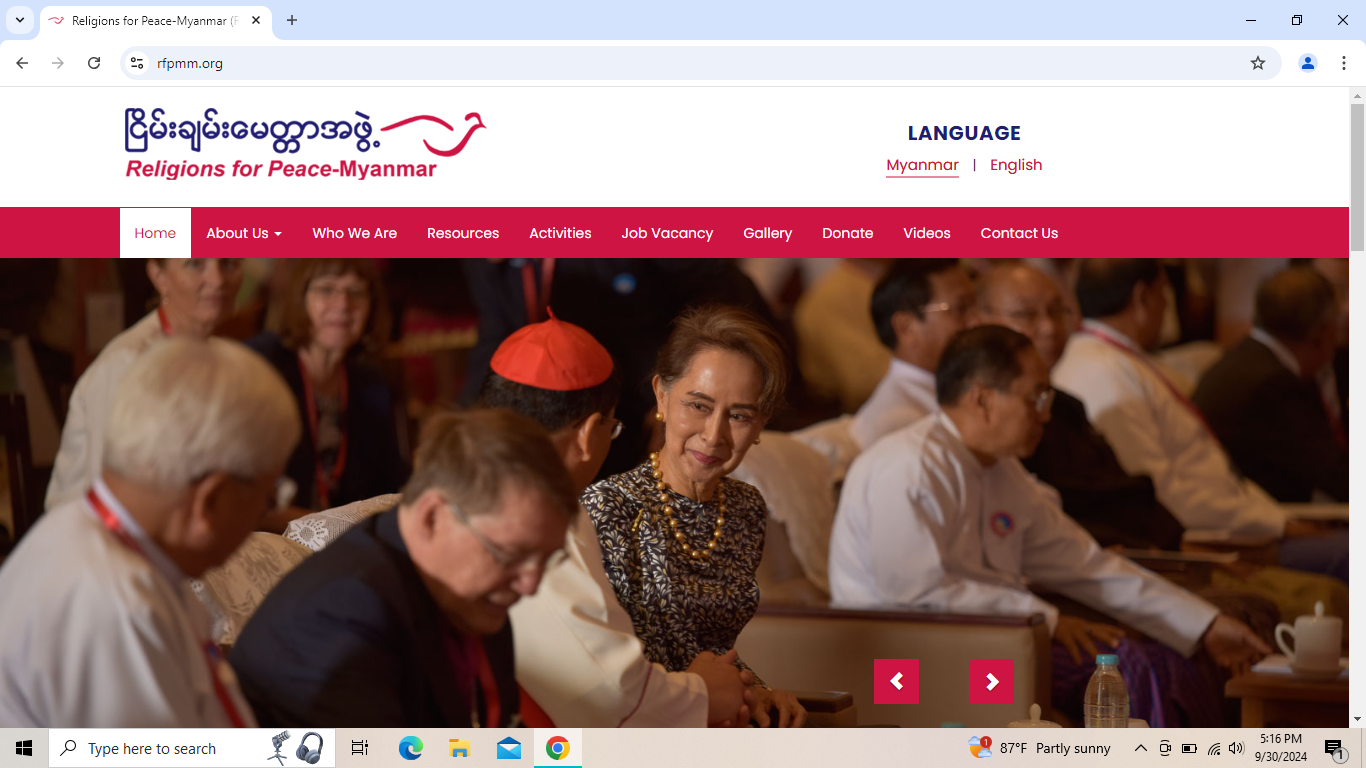 Religions for Peace-Myanmar
rfpmm.org
ငြိမ်းချမ်းမေတ္တာအဖွဲ့
Religions for Peace-Myanmar
LANGUAGE
Myanmar | English
Home About Us Who We Are Resources Activities Job Vacancy Gallery Donate Videos Contact Us
Type here to search
1
87°F Partly sunny
5:16 PM
9/30/2024
1